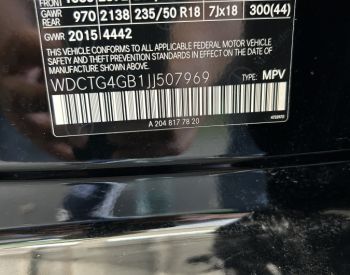 FRONT
GAWR
REAR 970 2138 235/50 R18 7Jx18 300(44)
GVWR 2015 4442
THIS VEHICLE CONFORMS TO ALL APPLICABLE FEDERAL MOTOR VEHICLE
SAFETY AND THEFT PREVENTION STANDARDS IN EFFECT ON THE DATE OF
MANUFACTURE SHOWN ABOVE.
WDCTG4GB1JJ507969 TYPE: MPV
A 204 817 78 20